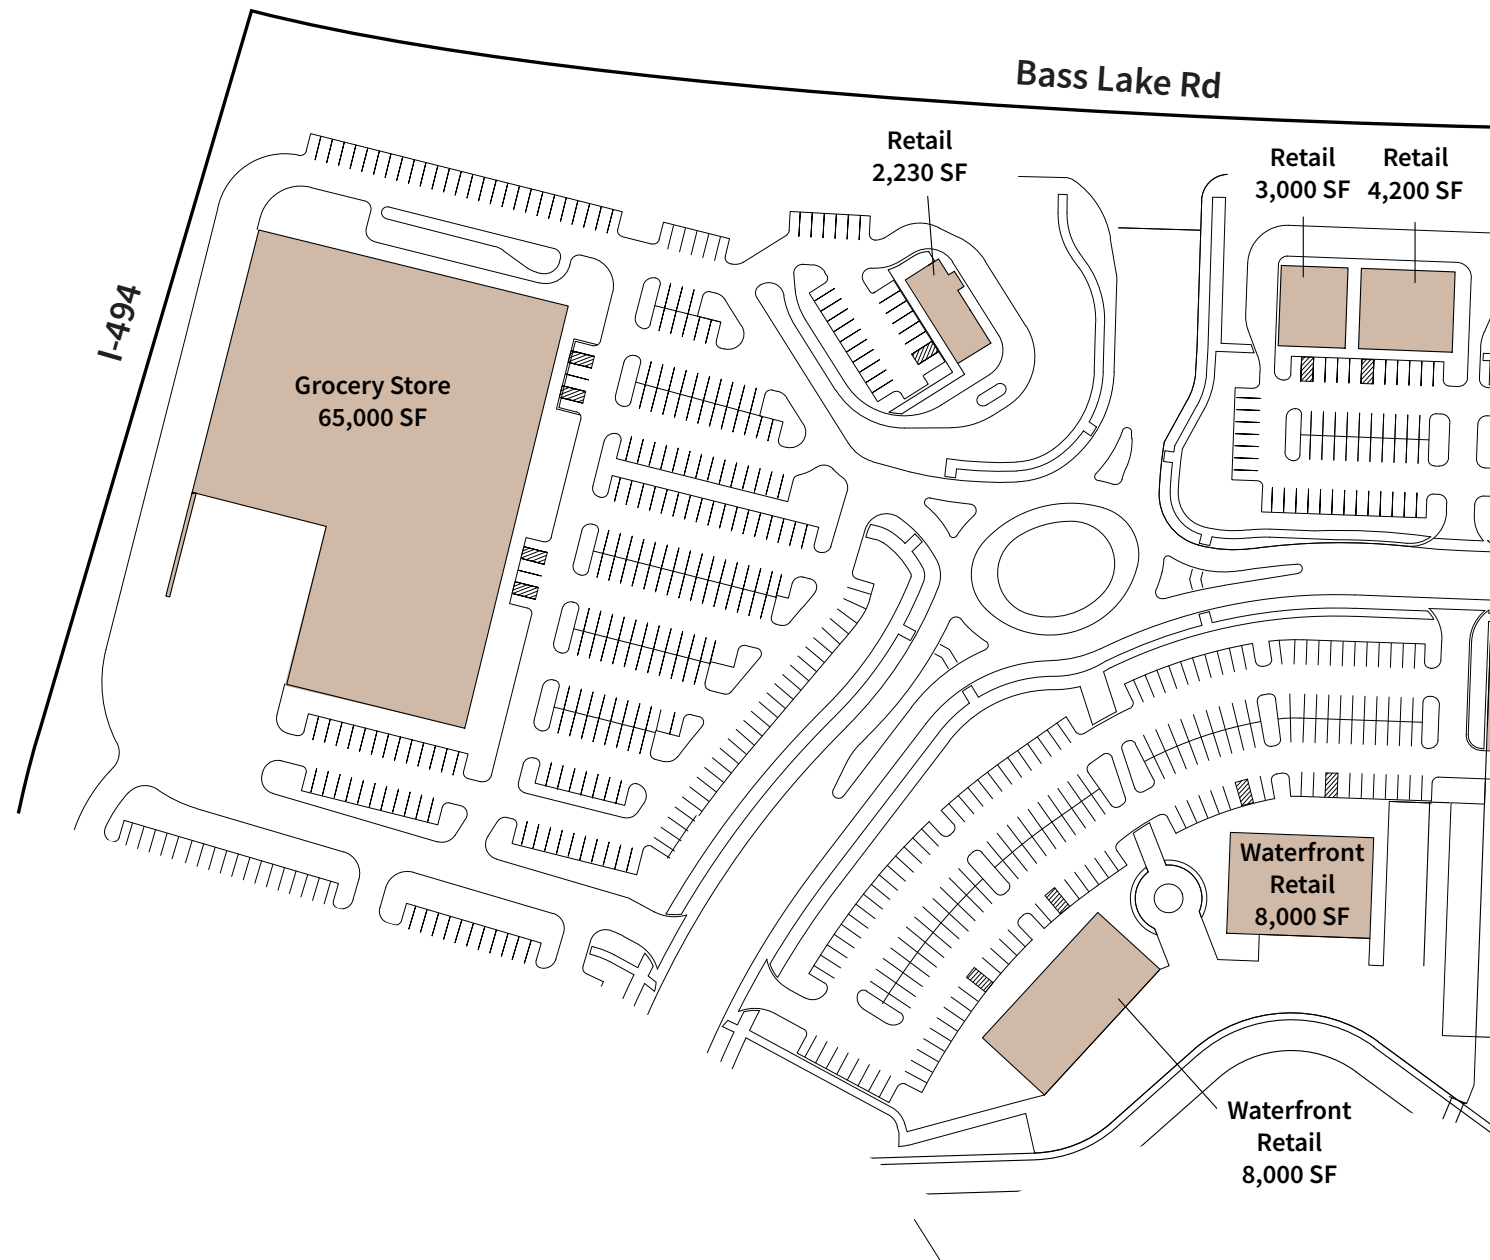 Bass Lake Rd
Retail
2,230 SF
Retail
3,000 SF
Retail
4,200 SF
I-494
Grocery Store
65,000 SF
Waterfront
Retail
8,000 SF
Waterfront
Retail
8,000 SF